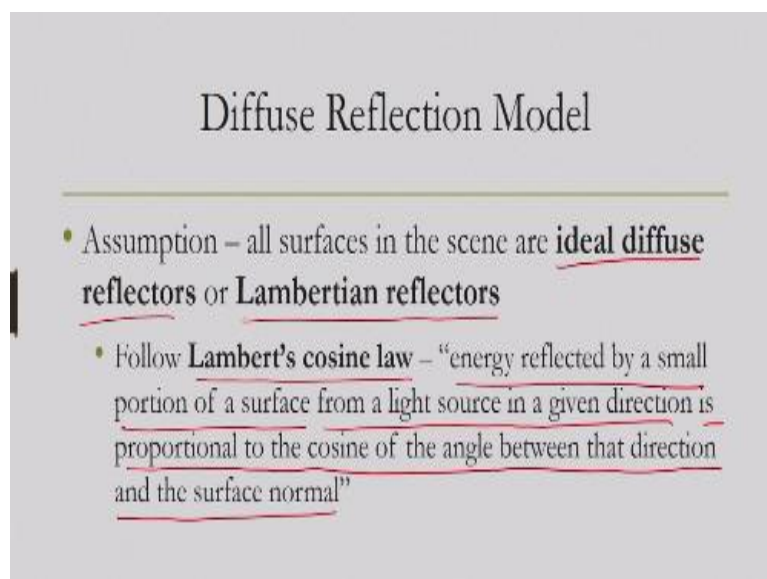 Diffuse Reflection Model
• Assumption – all surfaces in the scene are ideal diffuse
reflectors or Lambertian reflectors
• Follow Lambert's cosine law – “energy reflected by a small
portion of a surface from a light source in a given direction is
proportional to the cosine of the angle between that direction
and the surface normal”